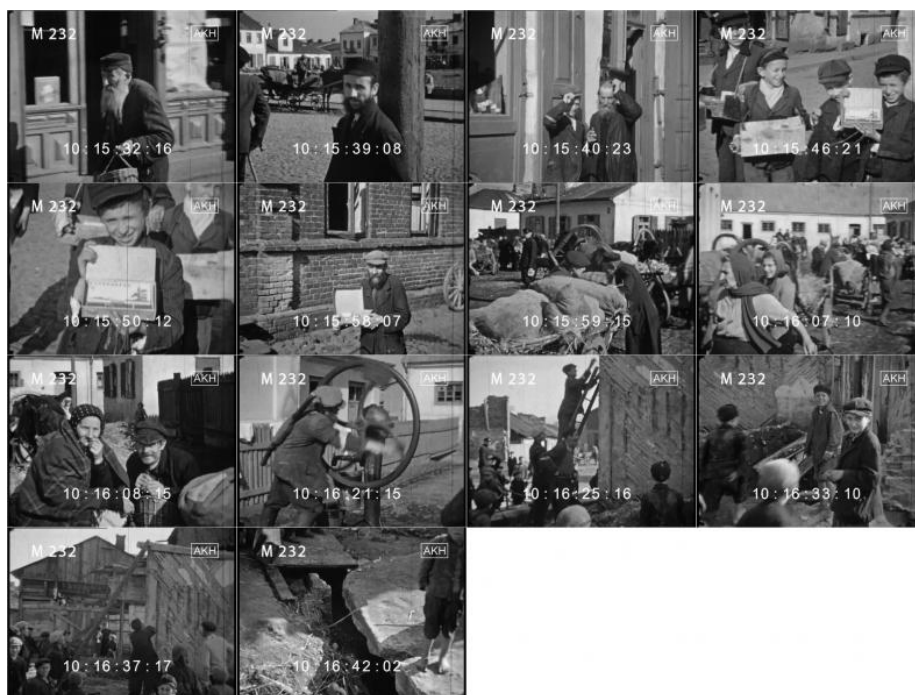 M 232 AKH
10:15:32:16
M 232 AKH
10:15:39:08
M 232 AKH
10:15:40:23
M 232 AKH
10:15:46:21
M 232 AKH
10:15:50:12
M 232 AKH
10:15:58:07
M 232 AKH
10:15:59:15
M 232 AKH
10:16:07:10
M 232 AKH
10:16:08:15
M 232 AKH
10:16:21:15
M 232 AKH
10:16:25:16
M 232 AKH
10:16:33:10
M 232 AKH
10:16:37:17
M 232 AKH
10:16:42:02